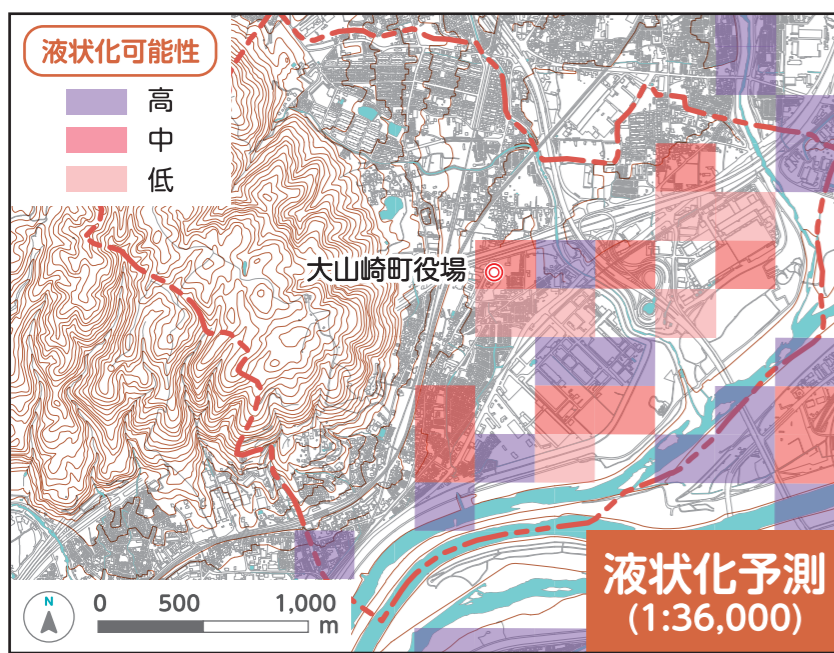 液状化可能性
高
中
低
大山崎町役場
N
0 500 1,000
m
液状化予測
(1:36,000)